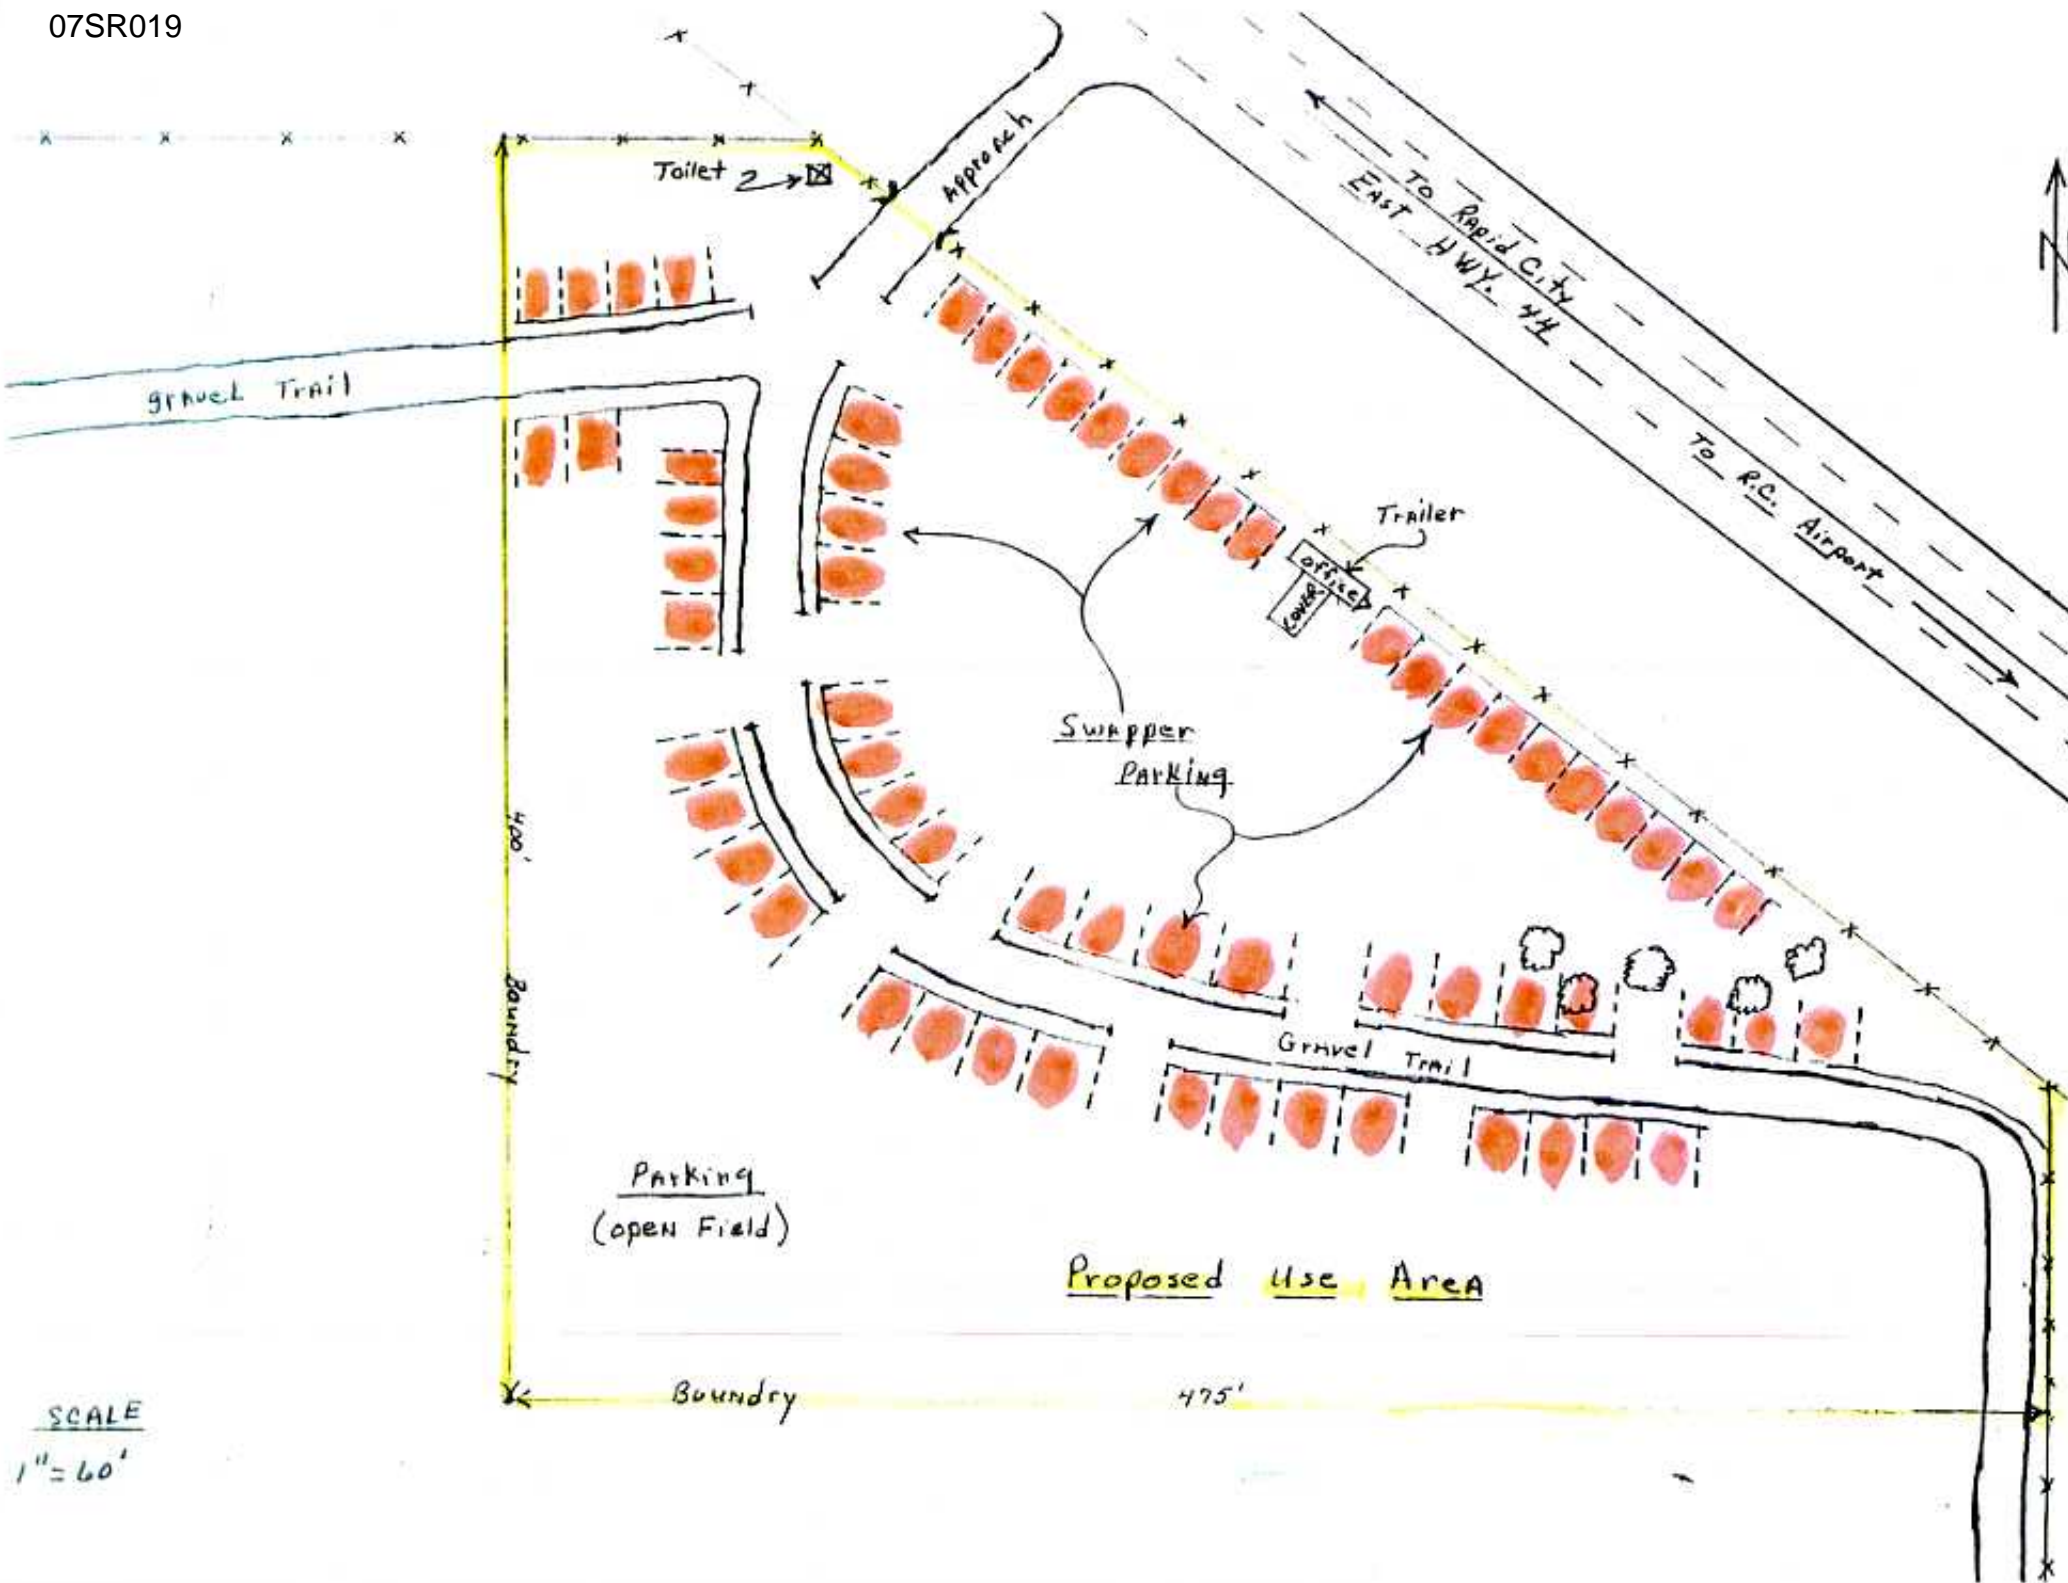 07SR019
Approach
Toilet 2
To Rapid City
EAST HWY. 44
N
gravel Trail
To R.C. Airport
Trailer
office
COVER
Swapper
Parking
400'
Boundry
Gravel Trail
Parking
(open Field)
Proposed Use Area
Boundry
475'
SCALE
1"=60'